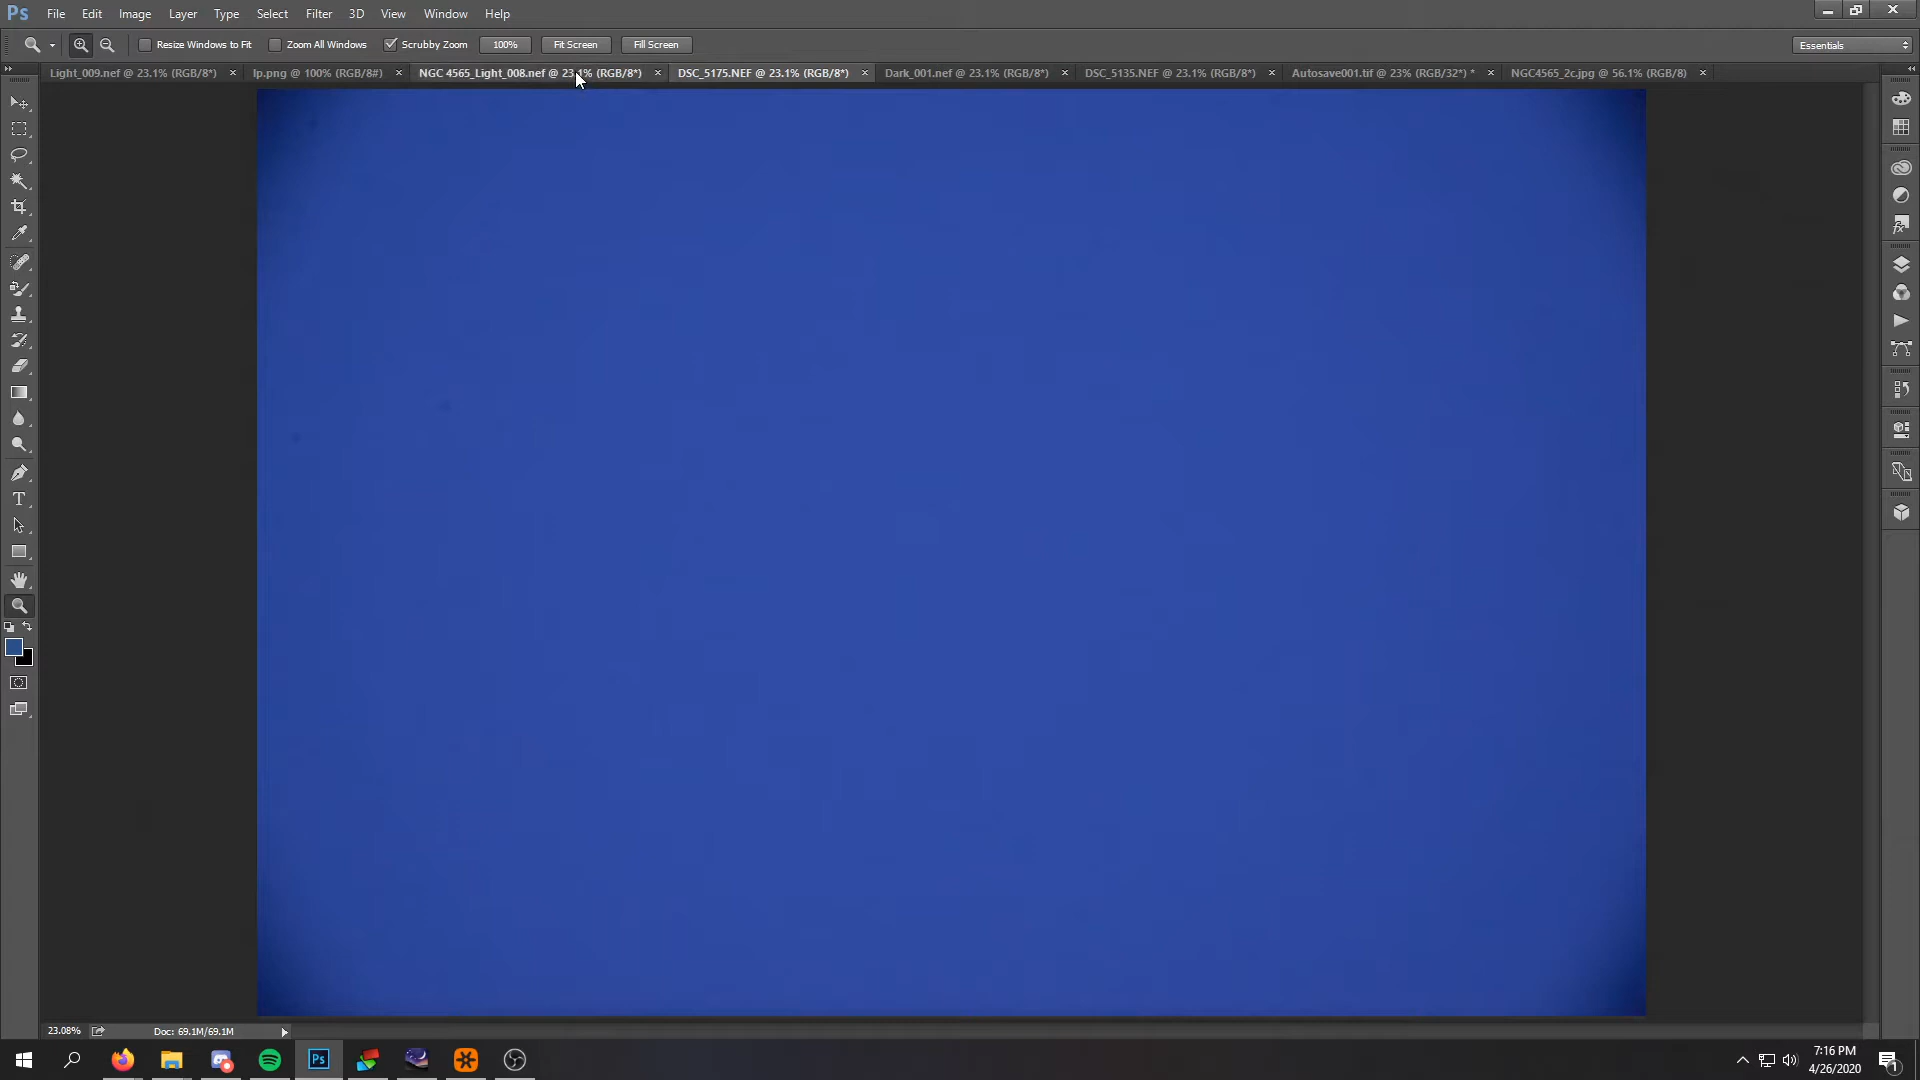 Ps File Edit Image Layer Type Select Filter 3D View Window Help
Resize Windows to Fit Zoom All Windows Scrubby Zoom 100% Fit Screen Fill Screen Essentials
Light_009.nef @ 23.1% (RGB/8*) × Ip.png @ 100% (RGB/8#) × NGC 4565_Light_008.nef @ 23.1% (RGB/8*) × DSC_5175.NEF @ 23.1% (RGB/8*) × Dark_001.nef @ 23.1% (RGB/8*) × DSC_5135.NEF @ 23.1% (RGB/8*) × Autosave001.tif @ 23% (RGB/32*) * × NGC4565_2c.jpg @ 56.1% (RGB/8) ×
23.08% Doc: 69.1M/69.1M
Ps
7:16 PM
4/26/2020
1